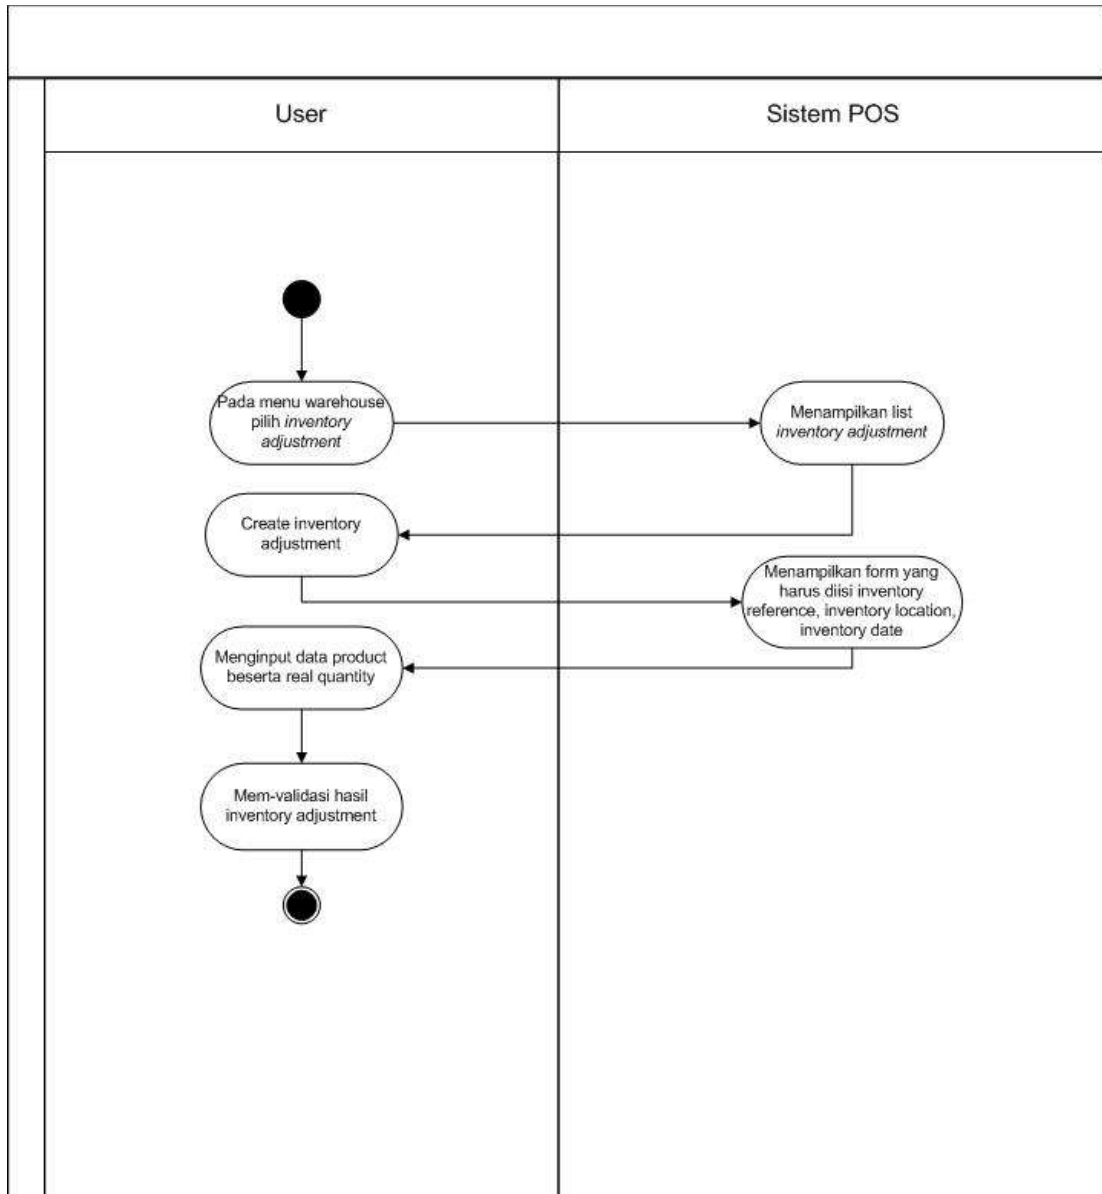 User
Sistem POS
Pada menu warehouse
pilih inventory
adjustment
Menampilkan list
inventory adjustment
Create inventory
adjustment
Menampilkan form yang
harus diisi inventory
reference, inventory location,
inventory date
Menginput data product
beserta real quantity
Mem-validasi hasil
inventory adjustment